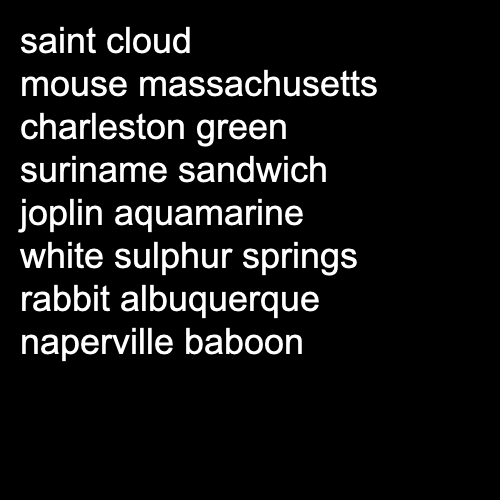 saint cloud
mouse massachusetts
charleston green
suriname sandwich
joplin aquamarine
white sulphur springs
rabbit albuquerque
naperville baboon